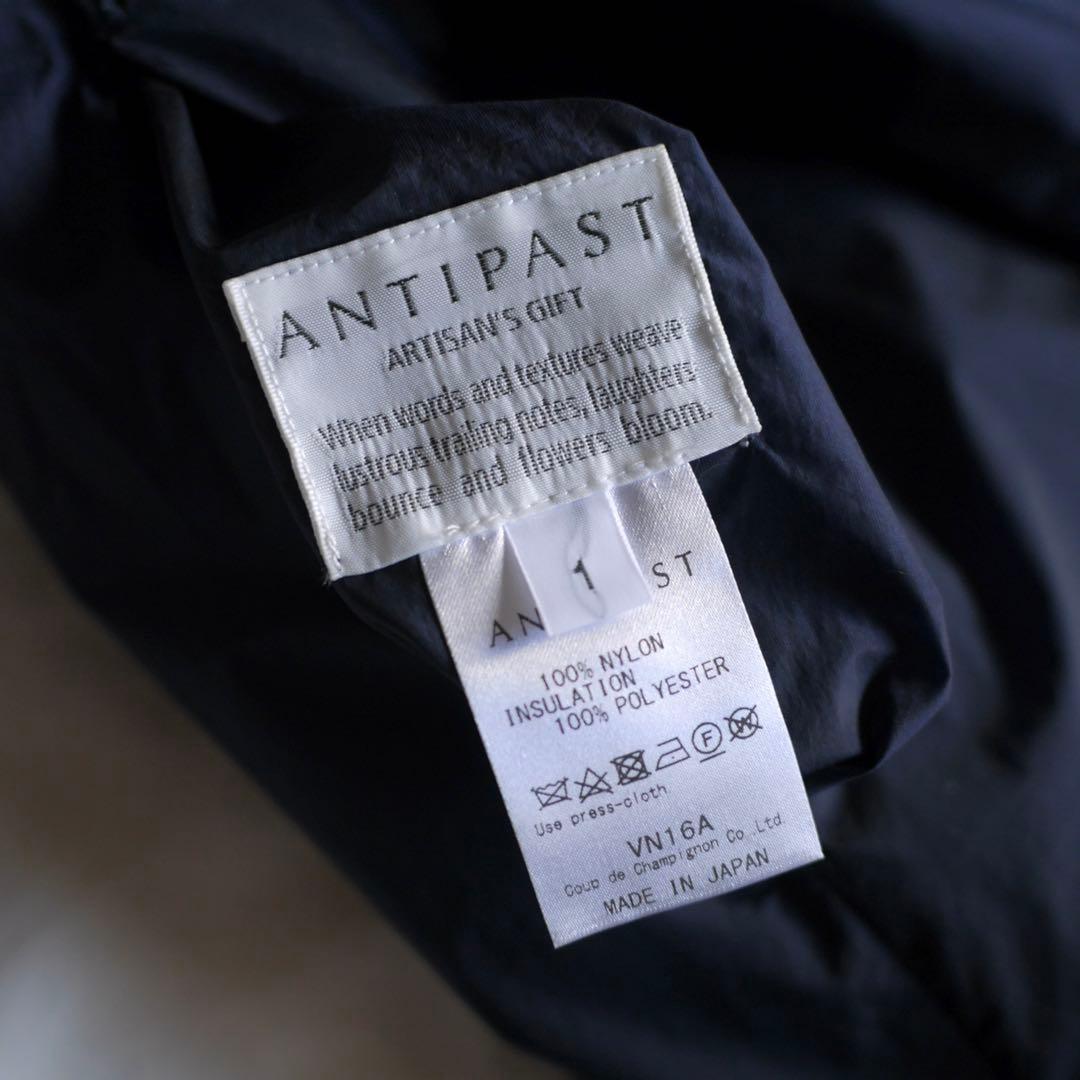 ANTIPAST
ARTISAN'S GIFT
When words and textures weave
lustrous trailing notes, laughters
bounce and flowers bloom.
1
AN ST
100% NYLON
INSULATION
100% POLYESTER
F W
Use press-cloth
VN16A
Coup de Champignon Co.,Ltd.
MADE IN JAPAN